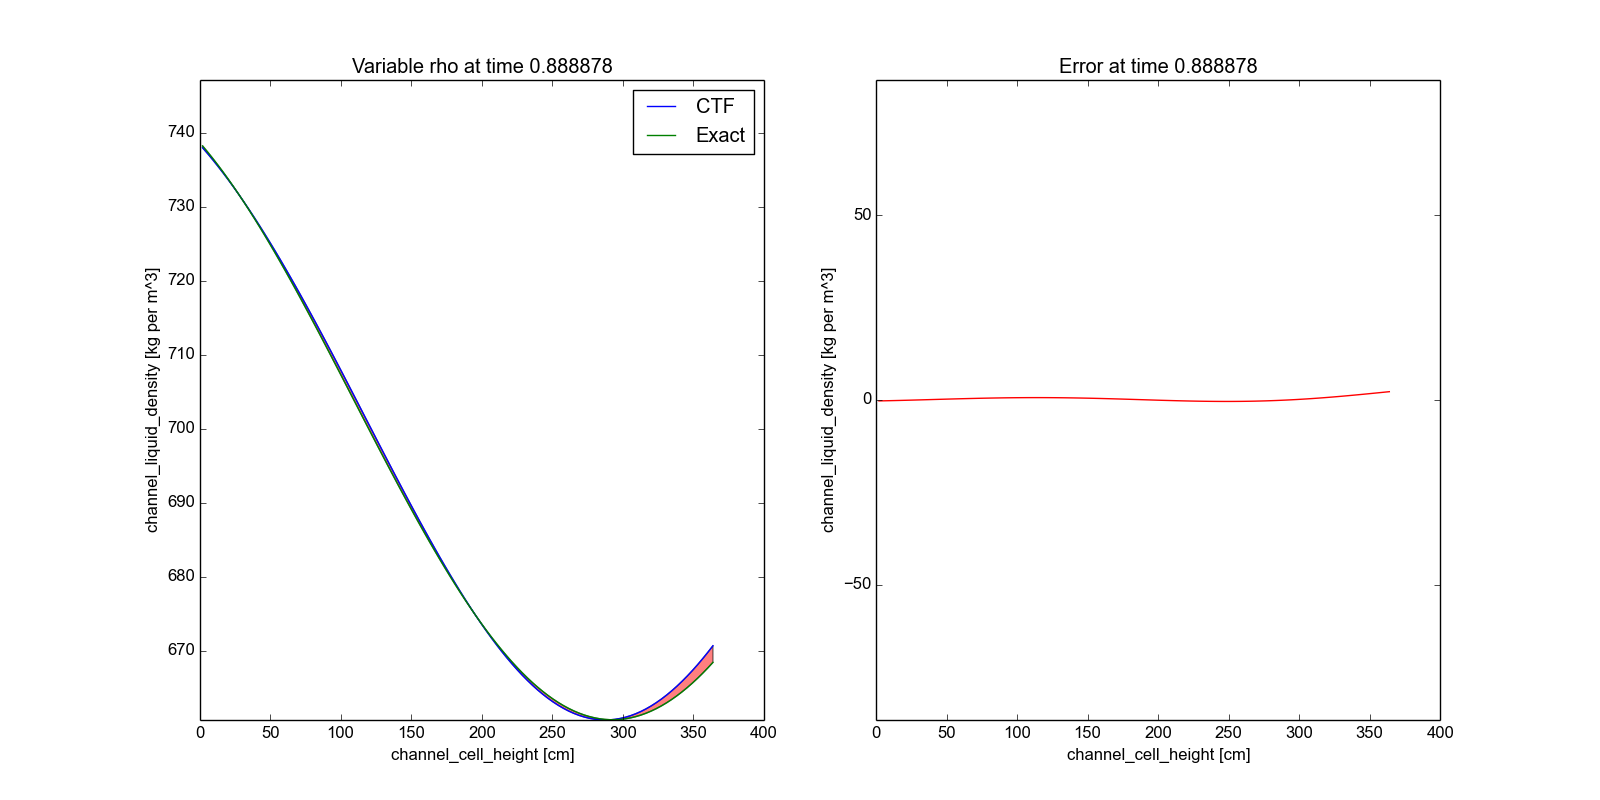 Variable rho at time 0.888878
CTF
Exact
740
730
720
710
700
690
680
670
channel_liquid_density [kg per m^3]
0 50 100 150 200 250 300 350 400
channel_cell_height [cm]
Error at time 0.888878
50
0
−50
channel_liquid_density [kg per m^3]
0 50 100 150 200 250 300 350 400
channel_cell_height [cm]